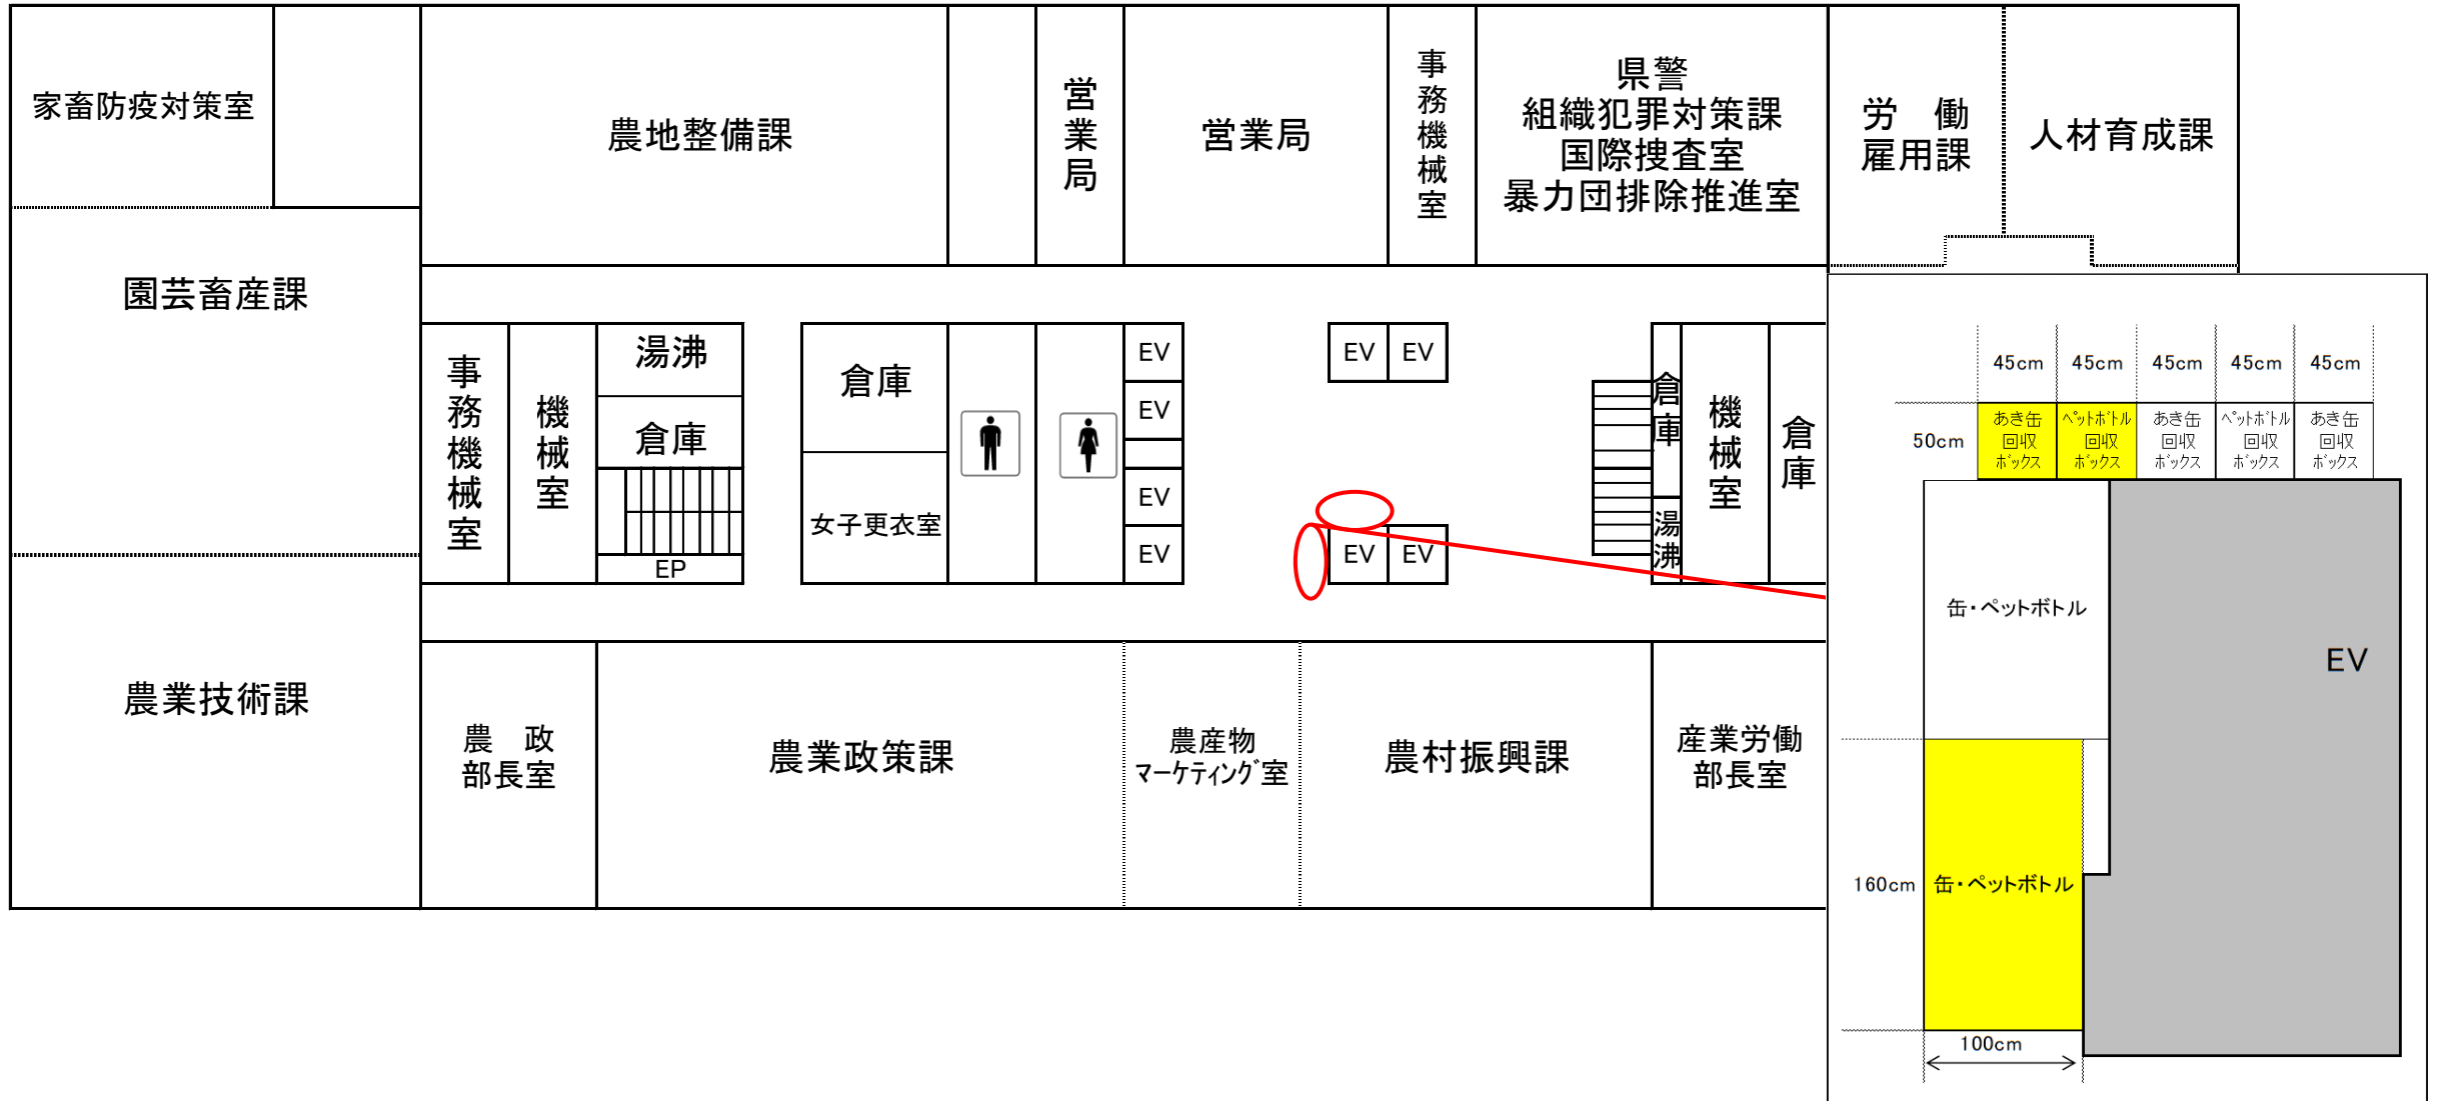 家畜防疫対策室
農地整備課
営業局
営業局
事務機械室
県警
組織犯罪対策課
国際捜査室
暴力団排除推進室
労　働
雇用課
人材育成課
園芸畜産課
事務機械室
機械室
湯沸
倉庫
EP
倉庫
女子更衣室
EV
EV
EV
EV
EV
EV
EV
EV
倉庫
湯沸
機械室
倉庫
農業技術課
農　政
部長室
農業政策課
農産物
マーケティング室
農村振興課
産業労働
部長室
45cm
45cm
45cm
45cm
45cm
50cm
あき缶
回収
ボックス
ペットボトル
回収
ボックス
あき缶
回収
ボックス
ペットボトル
回収
ボックス
あき缶
回収
ボックス
缶・ペットボトル
EV
160cm
缶・ペットボトル
100cm